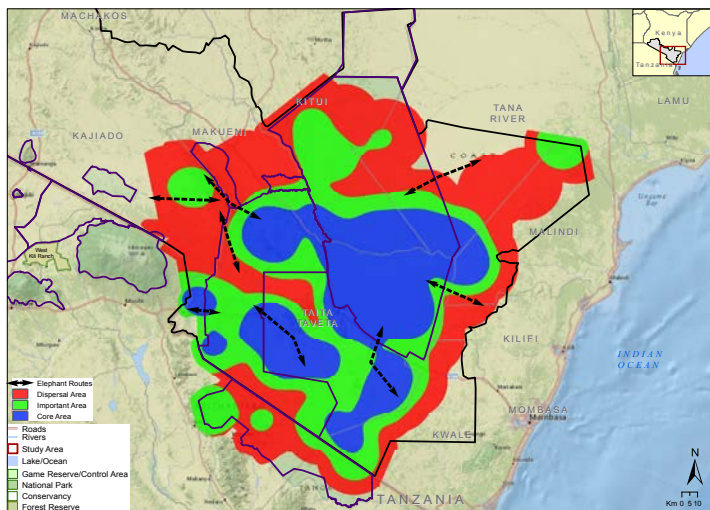 MACHAKOS
Kenya
Tanzania
KITUI
TANA
RIVER
LAMU
MAKUENI
KAJIADO
COAST
Ungama
Bay
MALINDI
West
Kili Ranch
TAITA
TAVETA
KILIFI
INDIAN
OCEAN
MOMBASA
Mombasa
KWALE
TANZANIA
N
Km 0 5 10
Elephant Routes
Dispersal Area
Important Area
Core Area
Roads
Rivers
Study Area
Lake/Ocean
Game Reserve/Control Area
National Park
Conservancy
Forest Reserve